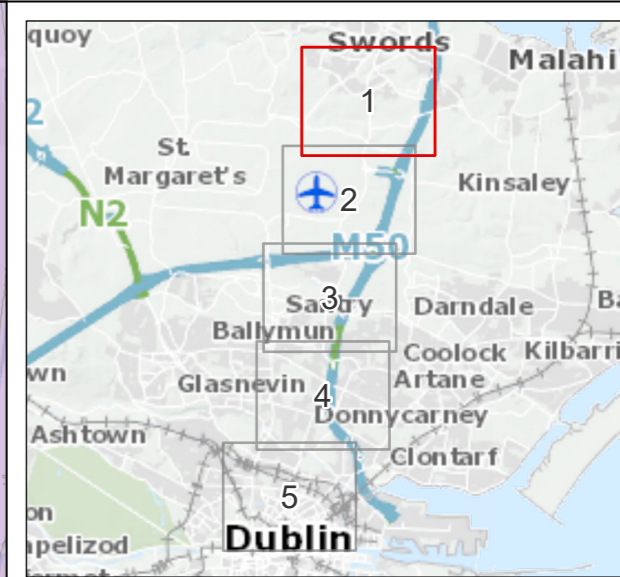 quoy
Swords
Malahi
1
2
St.
Margaret's
2
Kinsaley
N2
M50
3
Santry
Darndale
Ba
Ballymun
Coolock
Kilbarri
wn
Glasnevin
4
Artane
Donnycarney
Ashtown
Clontarf
5
on
Dublin
apelizod